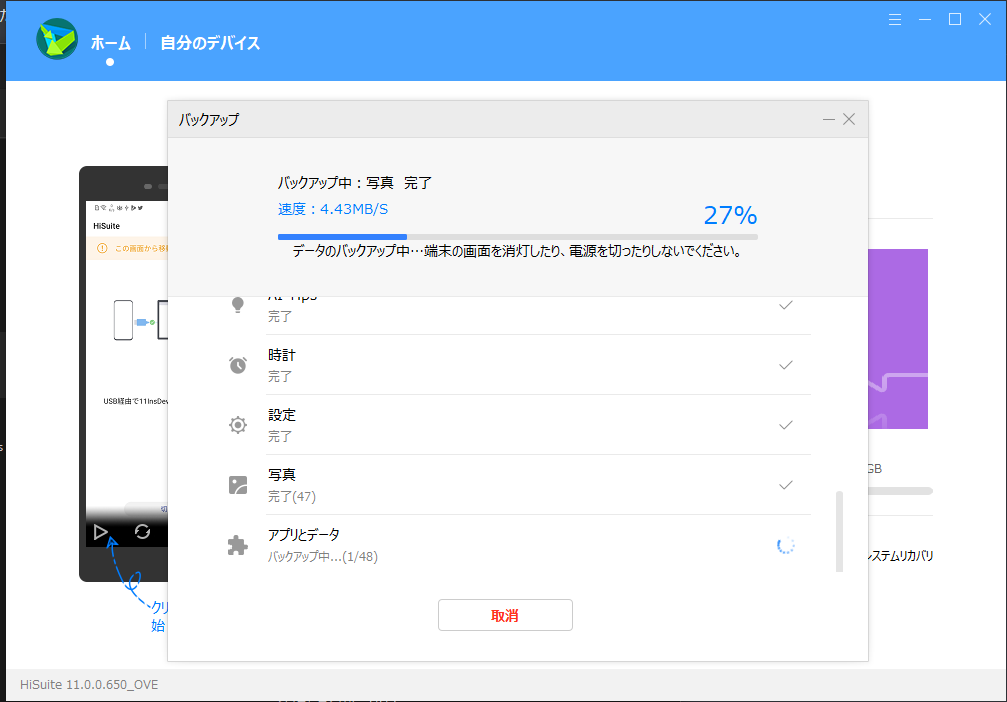 ホーム
自分のデバイス
バックアップ
バックアップ中：写真 完了
速度：4.43MB/S
27%
データのバックアップ中…端末の画面を消灯したり、電源を切ったりしないでください。
HiSuite
この画面から移
USB経由で11InsDev
AI Tips
完了
時計
完了
設定
完了
写真
完了(47)
アプリとデータ
バックアップ中...(1/48)
取消
GB
システムリカバリ
クリ
始
HiSuite 11.0.0.650_OVE